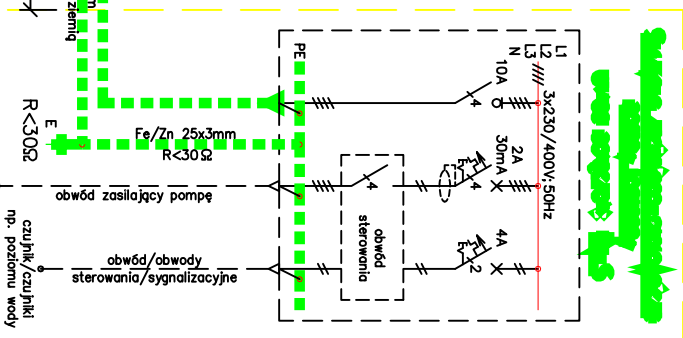 L1
L2
L3
N
3x230/400V,50Hz
10A
4
2A
30mA
4
4A
2
4
obwód
sterowania
PE
Fe/Zn 25x3mm
R<30Ω
E
R<30Ω
m
ziemią
obwód zasilający pompę
obwód/obwody
sterowania/sygnalizacyjne
czujnik/czujniki
np. poziomu wody